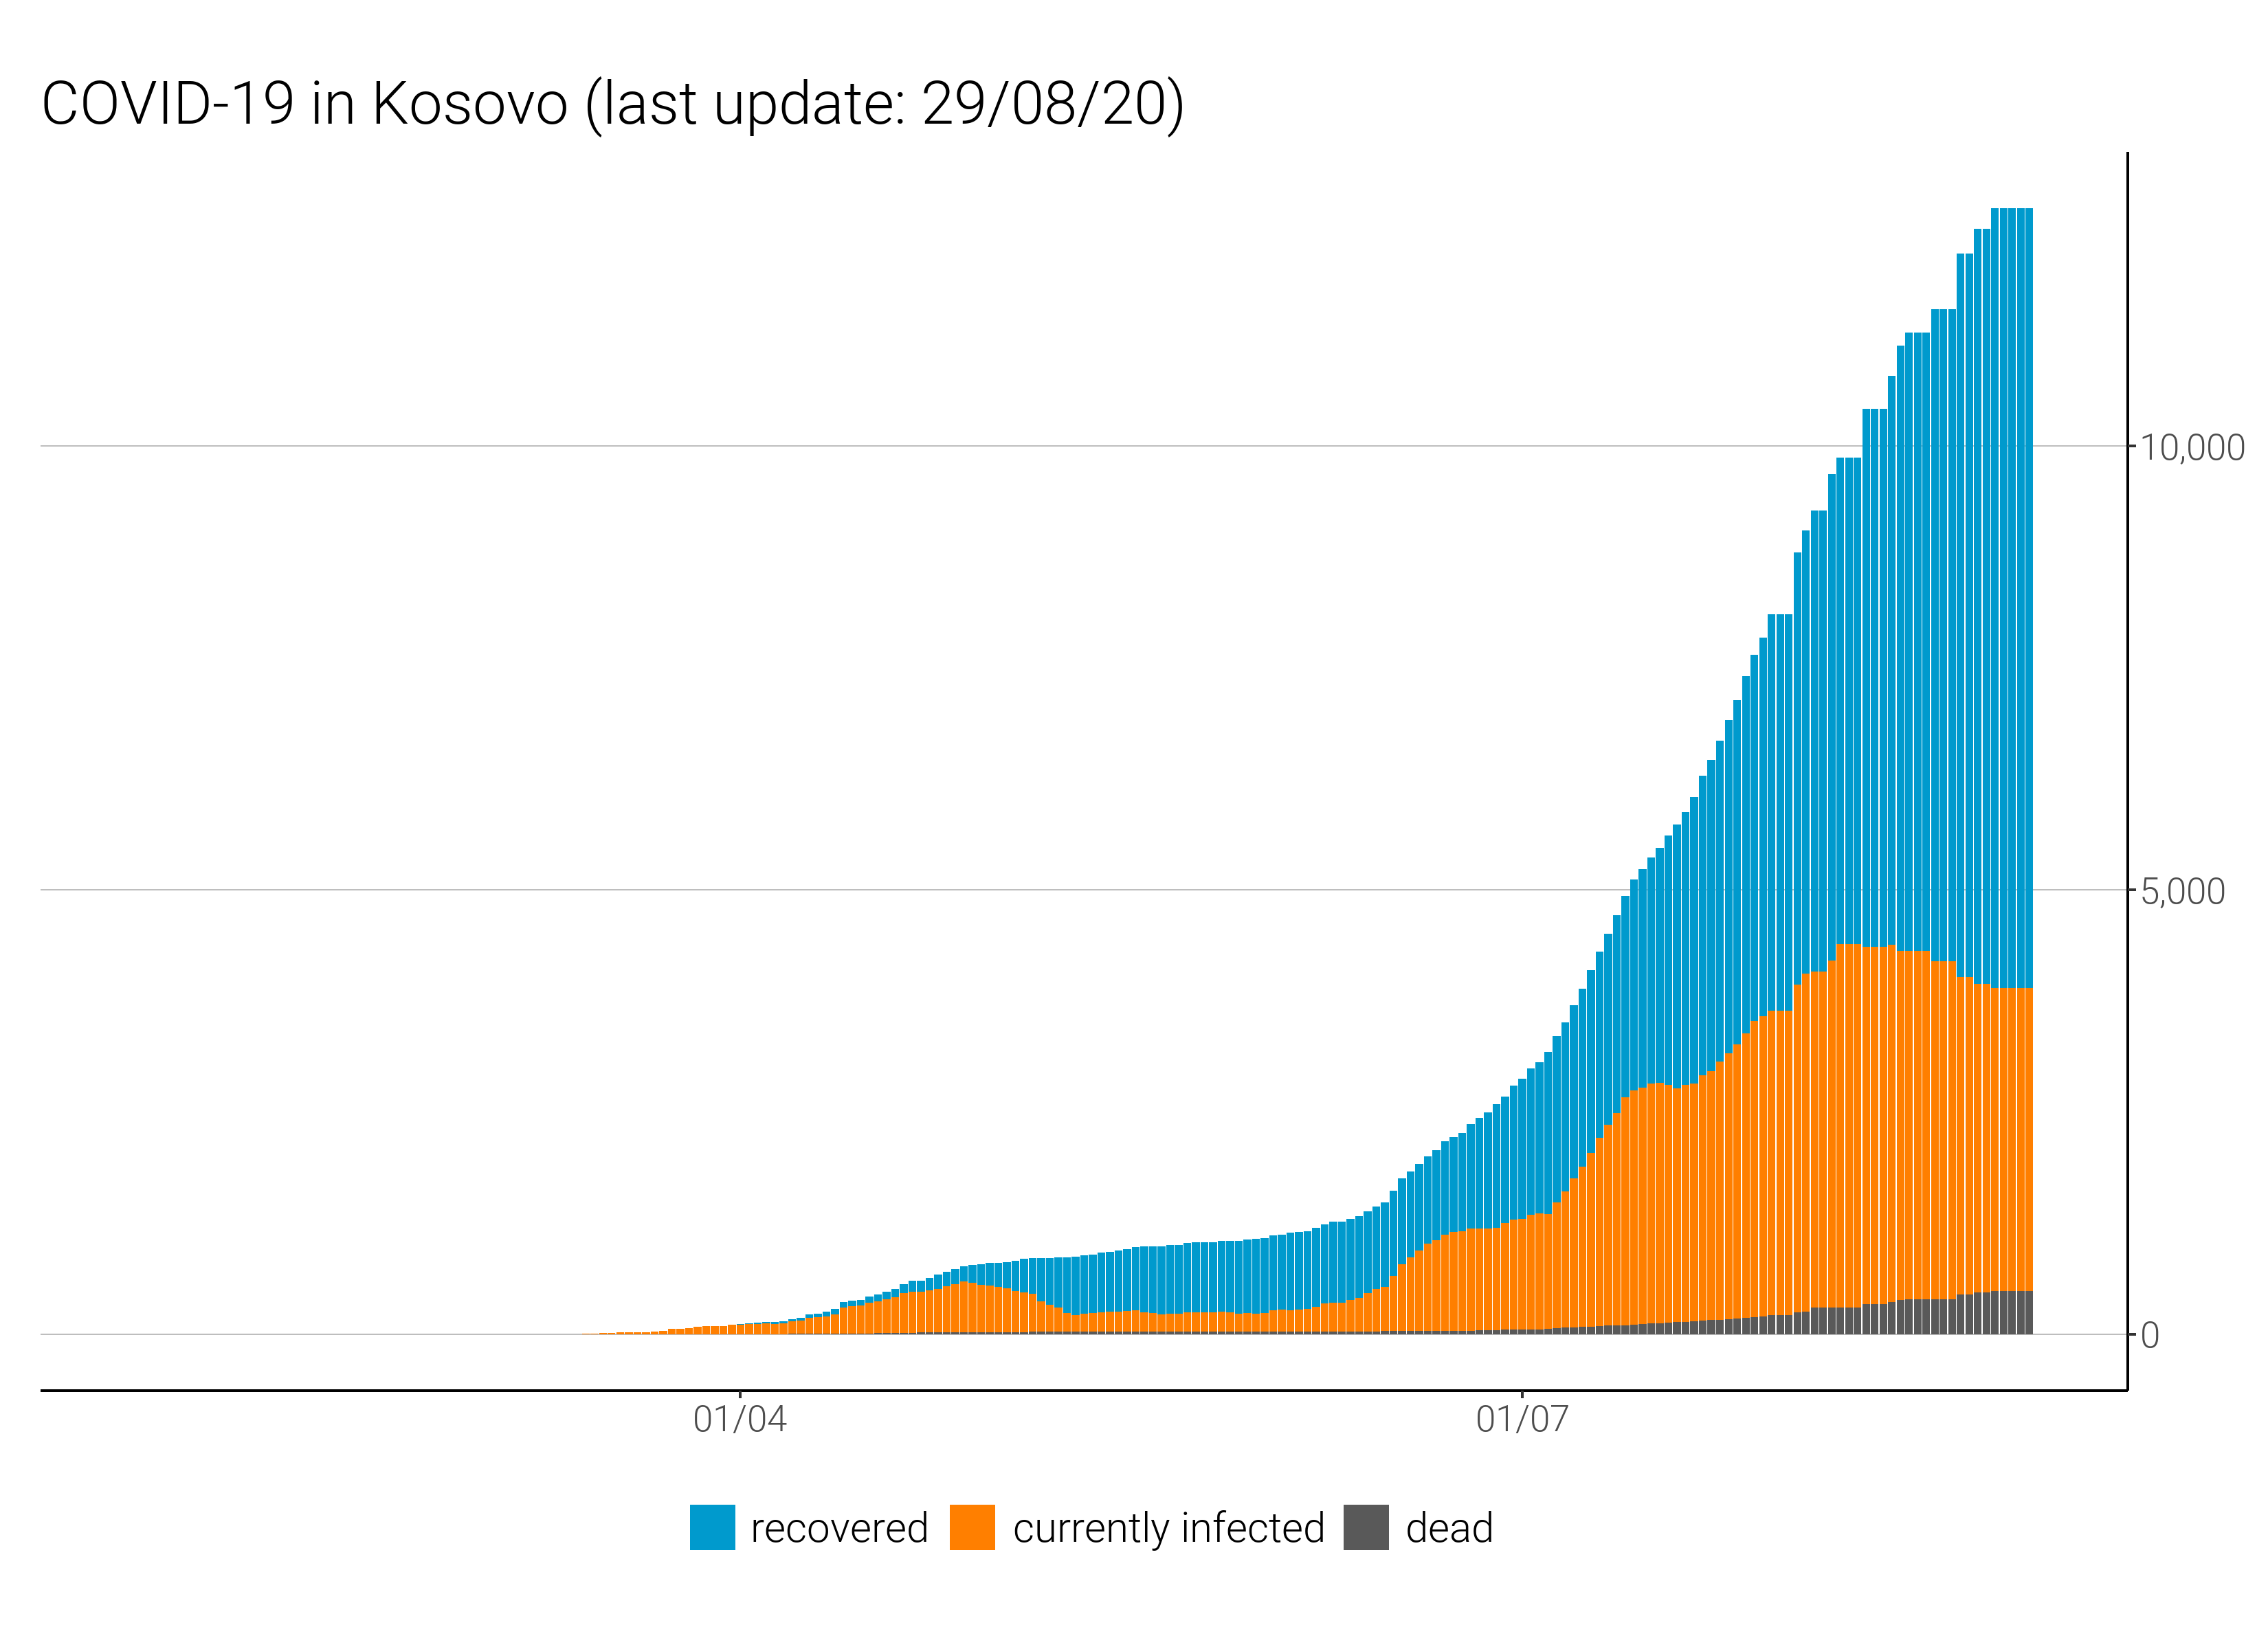 COVID-19 in Kosovo (last update: 29/08/20)
10,000
5,000
0
01/04 01/07
recovered currently infected dead